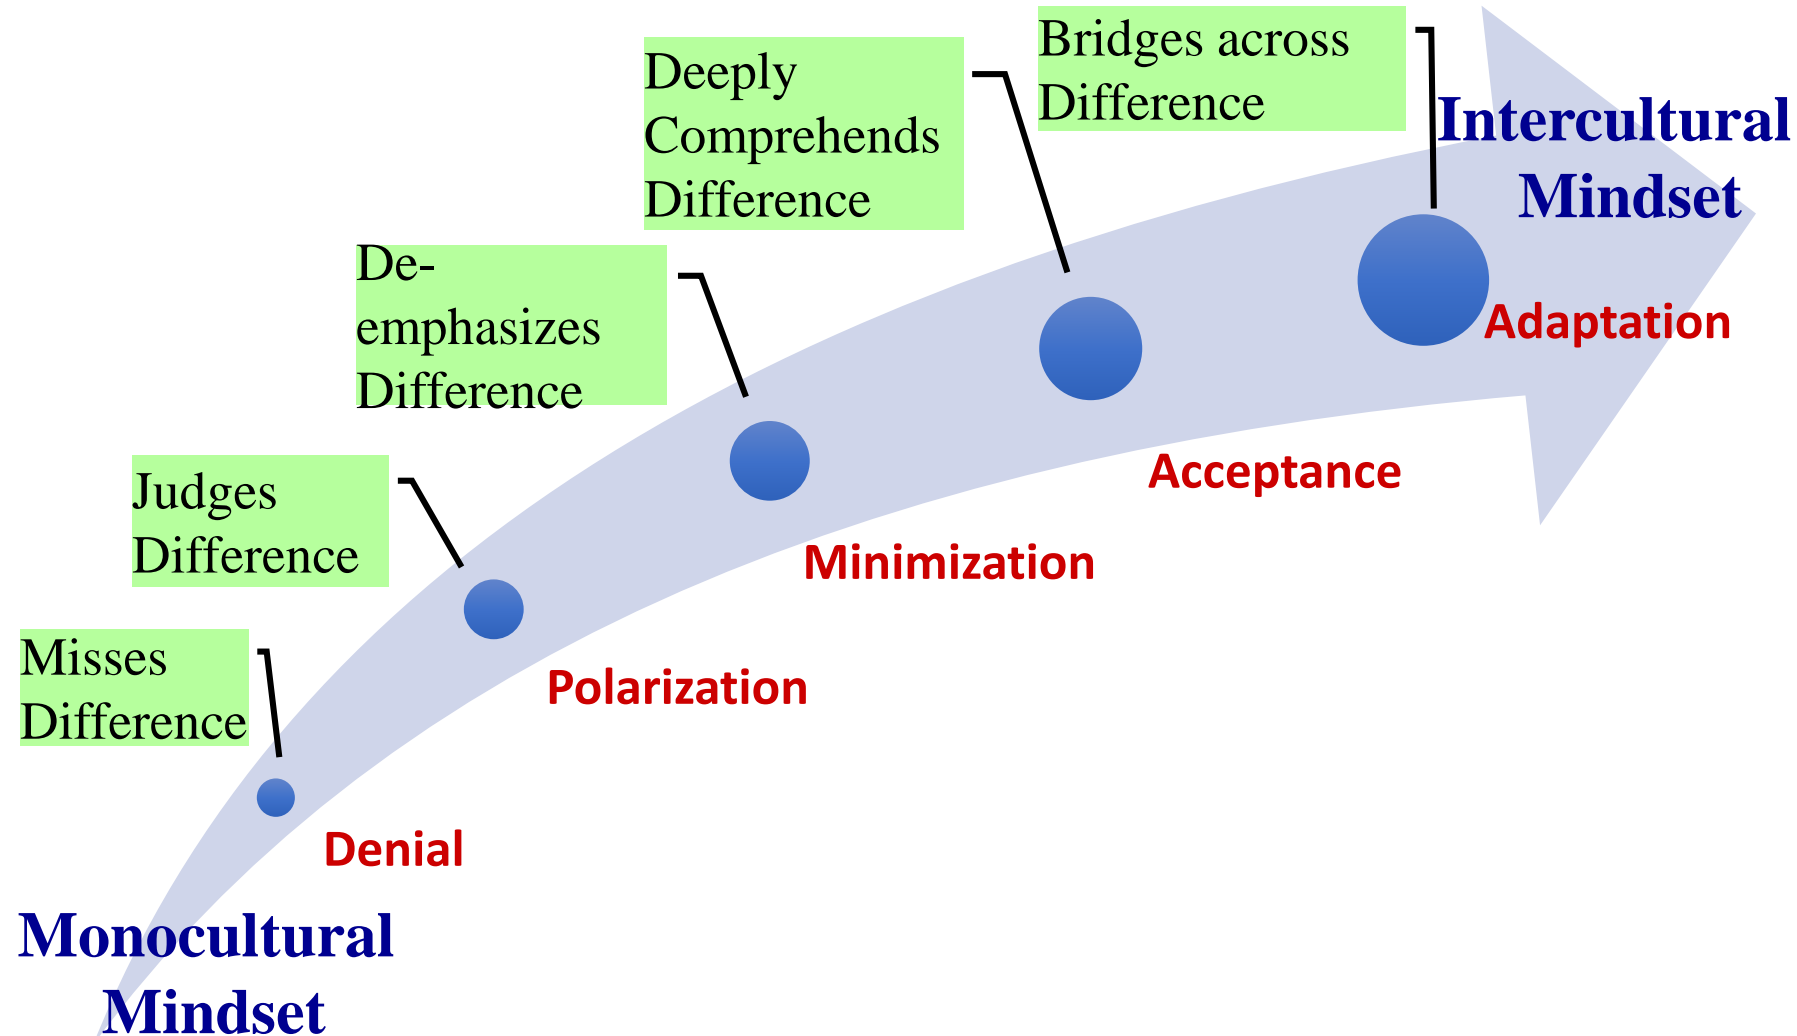 Bridges across
Difference
Intercultural
Mindset
Deeply
Comprehends
Difference
De-
emphasizes
Difference
Adaptation
Acceptance
Judges
Difference
Minimization
Misses
Difference
Polarization
Denial
Monocultural
Mindset